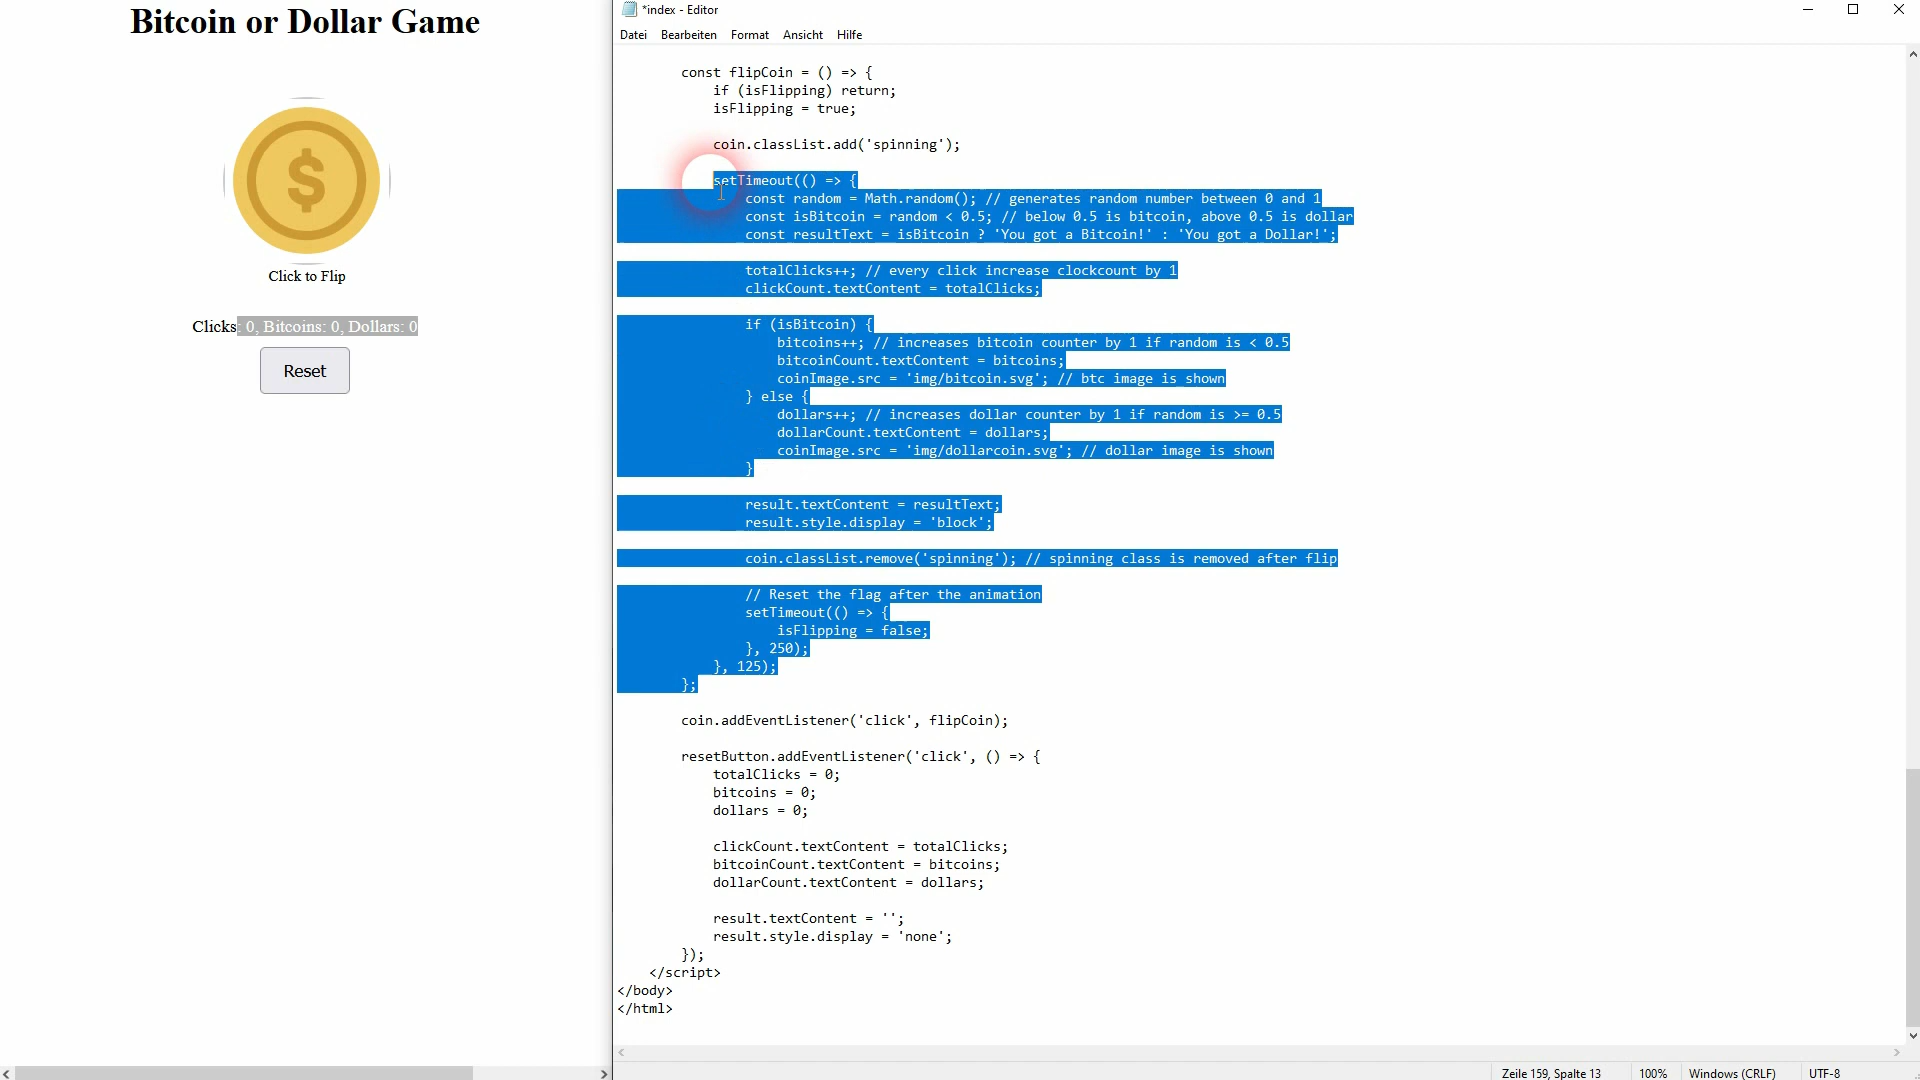 Bitcoin or Dollar Game
$
Click to Flip
Clicks: 0, Bitcoins: 0, Dollars: 0
Reset
*index - Editor
Datei Bearbeiten Format Ansicht Hilfe
const flipCoin = () => {
if (isFlipping) return;
isFlipping = true;
coin.classList.add('spinning');
setTimeout(() => {
const random = Math.random(); // generates random number between 0 and 1
const isBitcoin = random < 0.5; // below 0.5 is bitcoin, above 0.5 is dollar
const resultText = isBitcoin ? 'You got a Bitcoin!' : 'You got a Dollar!';
totalClicks++; // every click increase clockcount by 1
clickCount.textContent = totalClicks;
if (isBitcoin) {
bitcoins++; // increases bitcoin counter by 1 if random is < 0.5
bitcoinCount.textContent = bitcoins;
coinImage.src = 'img/bitcoin.svg'; // btc image is shown
} else {
dollars++; // increases dollar counter by 1 if random is >= 0.5
dollarCount.textContent = dollars;
coinImage.src = 'img/dollarcoin.svg'; // dollar image is shown
}
result.textContent = resultText;
result.style.display = 'block';
coin.classList.remove('spinning'); // spinning class is removed after flip
// Reset the flag after the animation
setTimeout(() => {
isFlipping = false;
}, 250);
}, 125);
};
coin.addEventListener('click', flipCoin);
resetButton.addEventListener('click', () => {
totalClicks = 0;
bitcoins = 0;
dollars = 0;
clickCount.textContent = totalClicks;
bitcoinCount.textContent = bitcoins;
dollarCount.textContent = dollars;
result.textContent = '';
result.style.display = 'none';
});
</script>
</body>
</html>
Zeile 159, Spalte 13 100% Windows (CRLF) UTF-8